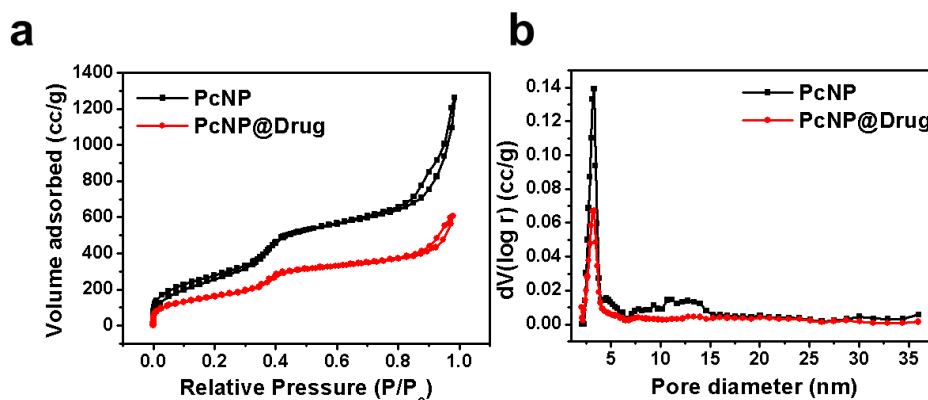 a
1400
1200
1000
800
600
400
200
0
PcNP
PcNP@Drug
Volume adsorbed (cc/g)
0.0 0.2 0.4 0.6 0.8 1.0
Relative Pressure (P/P0)
b
0.14
0.12
0.10
0.08
0.06
0.04
0.02
0.00
PcNP
PcNP@Drug
dV(log r) (cc/g)
5 10 15 20 25 30 35
Pore diameter (nm)